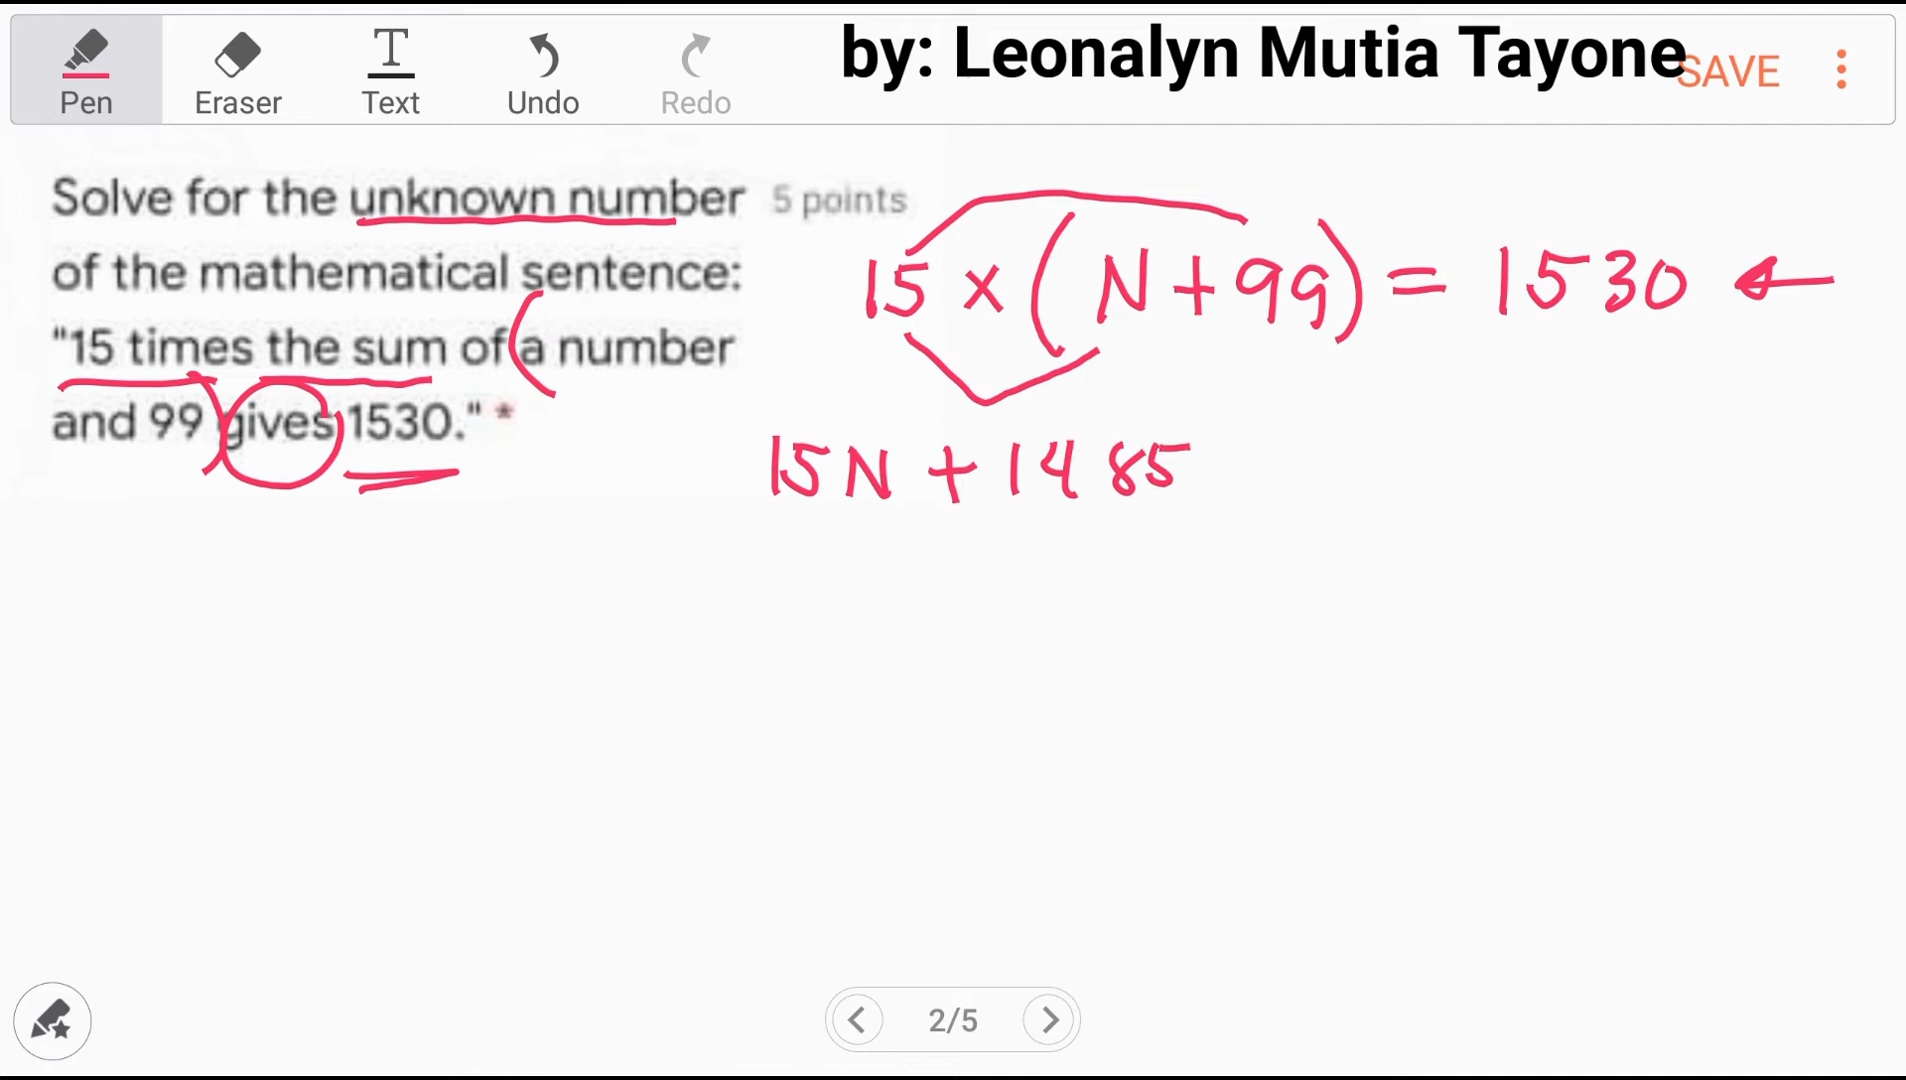 by: Leonalyn Mutia Tayone
Pen
Eraser
Text
Undo
Redo
SAVE
Solve for the unknown number 5 points
of the mathematical sentence:
"15 times the sum of a number
and 99 gives 1530." *
15 × (N+99) = 1530 ←
15N + 1485
2/5